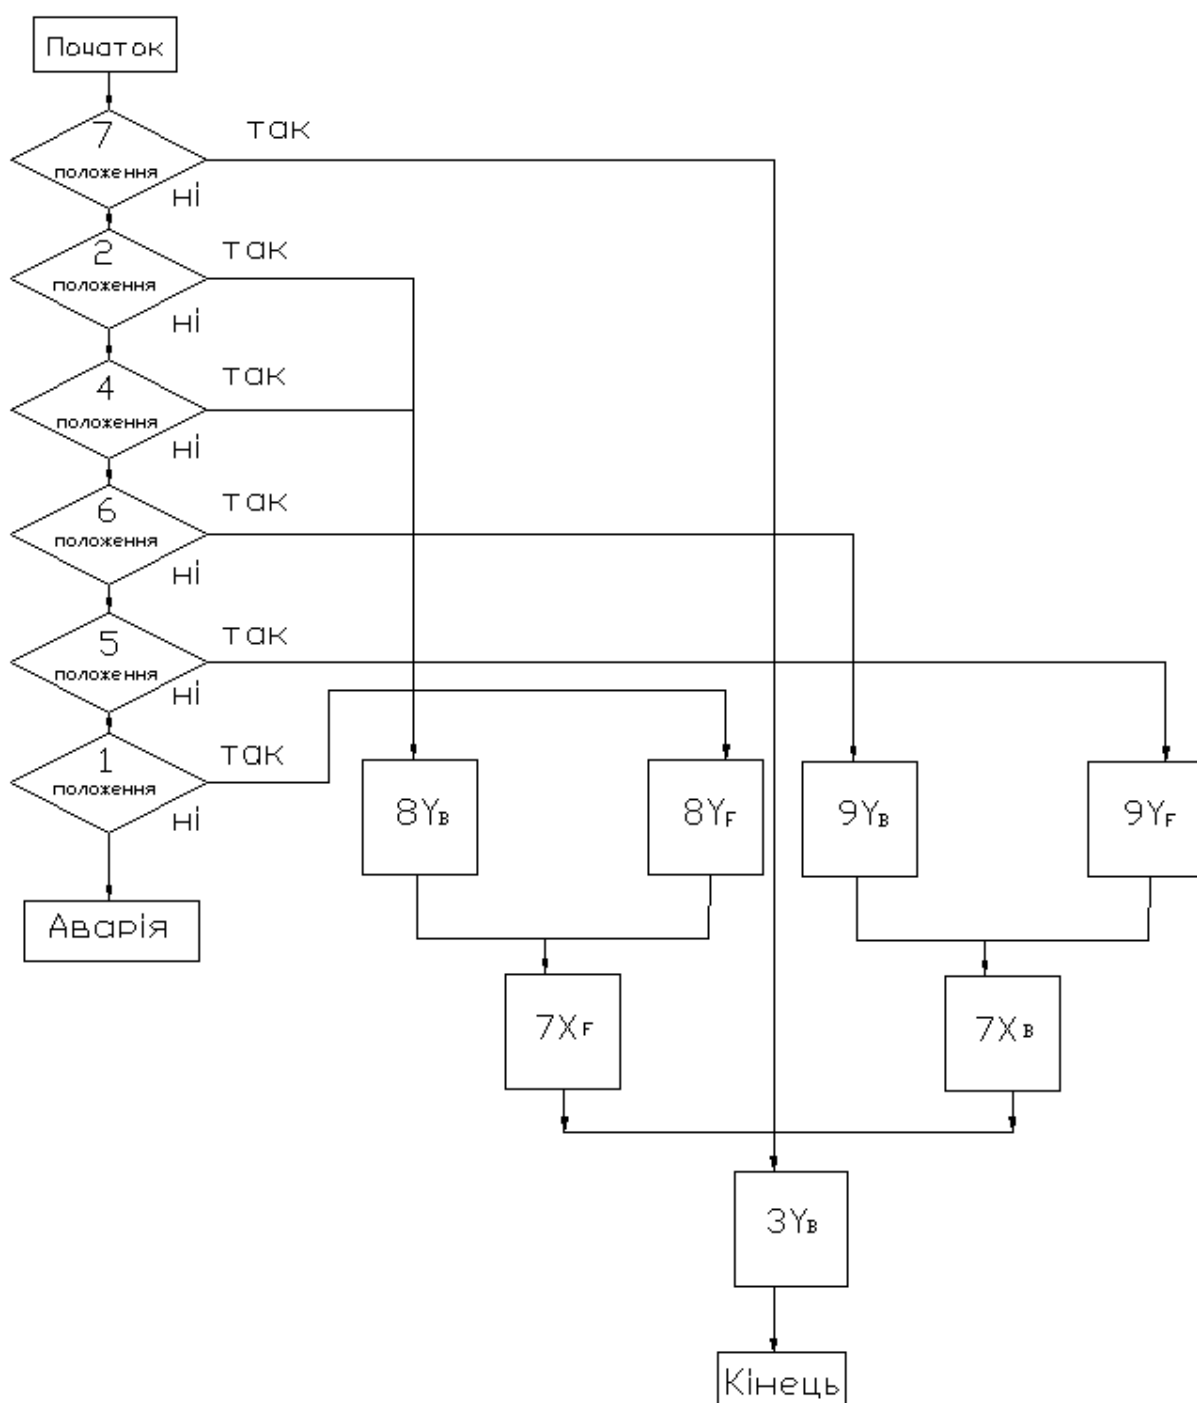 Початок
7
положення
так
ні
2
положення
так
ні
4
положення
так
ні
6
положення
так
ні
5
положення
так
ні
1
положення
так
ні
Аварія
8YB
8YF
9YB
9YF
7XF
7XB
3YB
Кінець